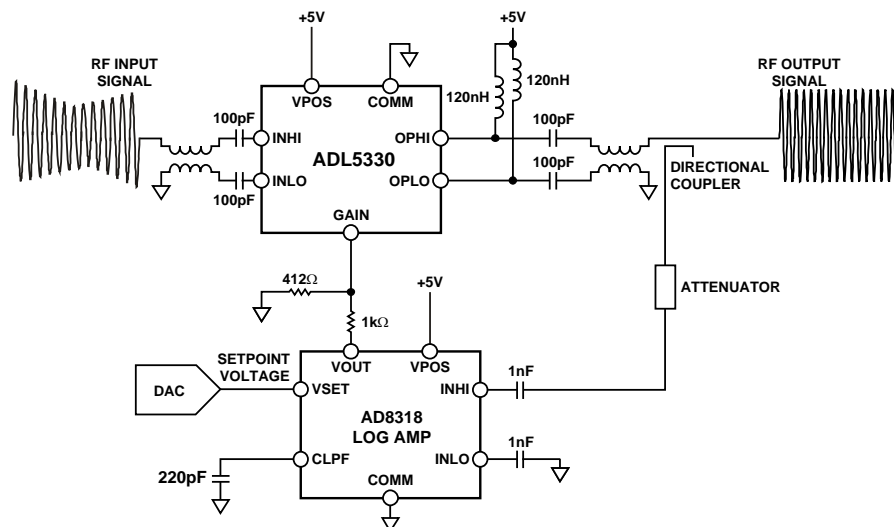 +5V
+5V
RF INPUT
SIGNAL
RF OUTPUT
SIGNAL
120nH
120nH
VPOS
COMM
100pF
100pF
INHI
OPHI
ADL5330
DIRECTIONAL
COUPLER
100pF
INLO
OPLO
100pF
GAIN
412Ω
+5V
ATTENUATOR
1kΩ
SETPOINT
VOLTAGE
VOUT
VPOS
1nF
DAC
VSET
INHI
AD8318
LOG AMP
1nF
CLPF
INLO
220pF
COMM